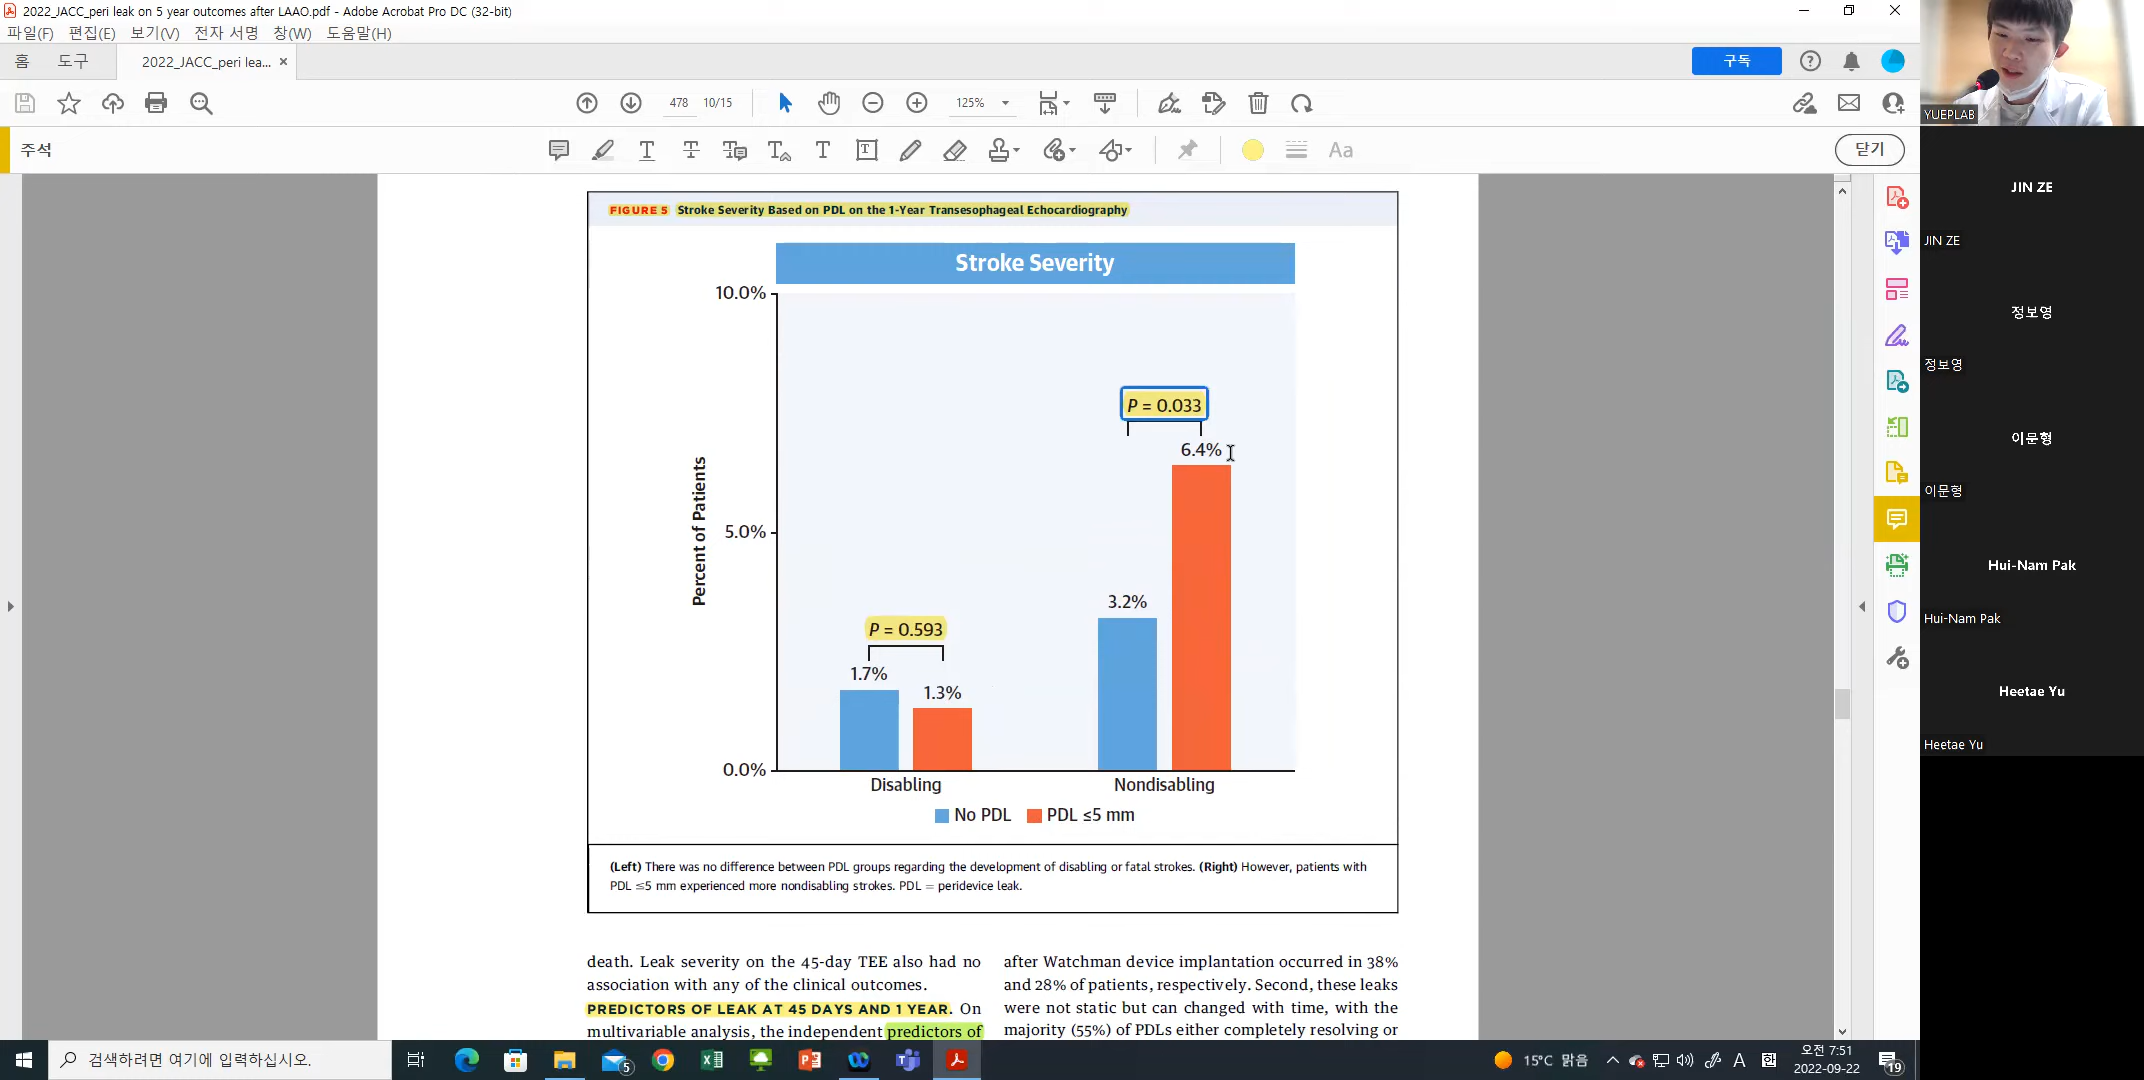 2022_JACC_peri leak on 5 year outcomes after LAAO.pdf - Adobe Acrobat Pro DC (32-bit)
파일(F) 편집(E) 보기(V) 전자 서명 창(W) 도움말(H)
홈 도구 2022_JACC_peri lea... × 구독
478 10/15 125%
주석 닫기
FIGURE 5 Stroke Severity Based on PDL on the 1-Year Transesophageal Echocardiography
Stroke Severity
10.0%
5.0%
0.0%
Percent of Patients
P = 0.593
1.7%
1.3%
P = 0.033
3.2%
6.4%
Disabling Nondisabling
No PDL PDL ≤5 mm
(Left) There was no difference between PDL groups regarding the development of disabling or fatal strokes. (Right) However, patients with
PDL ≤5 mm experienced more nondisabling strokes. PDL = peridevice leak.
death. Leak severity on the 45-day TEE also had no
association with any of the clinical outcomes.
PREDICTORS OF LEAK AT 45 DAYS AND 1 YEAR. On
multivariable analysis, the independent predictors of
after Watchman device implantation occurred in 38%
and 28% of patients, respectively. Second, these leaks
were not static but can changed with time, with the
majority (55%) of PDLs either completely resolving or
YUEPLAB
JIN ZE
JIN ZE
정보영
정보영
이문형
이문형
Hui-Nam Pak
Hui-Nam Pak
Heetae Yu
Heetae Yu
검색하려면 여기에 입력하십시오.
5
15°C 맑음
A
한
오전 7:51
2022-09-22
19